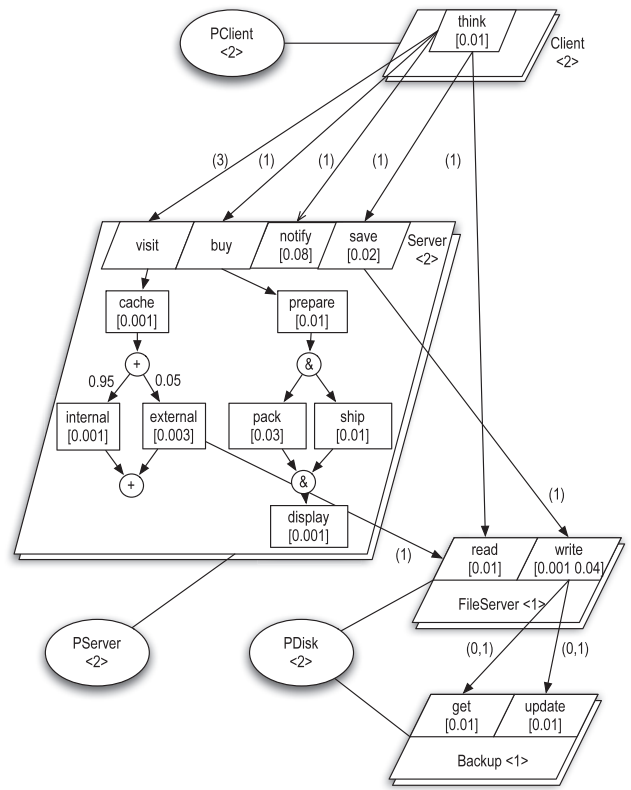 PClient
<2>
think
[0.01]
Client
<2>
(3)
(1)
(1)
(1)
(1)
visit
buy
notify
[0.08]
save
[0.02]
Server
<2>
cache
[0.001]
prepare
[0.01]
+
&
0.95
0.05
internal
[0.001]
external
[0.003]
pack
[0.03]
ship
[0.01]
+
&
display
[0.001]
(1)
(1)
read
[0.01]
write
[0.001 0.04]
FileServer <1>
PServer
<2>
PDisk
<2>
(0,1)
(0,1)
get
[0.01]
update
[0.01]
Backup <1>